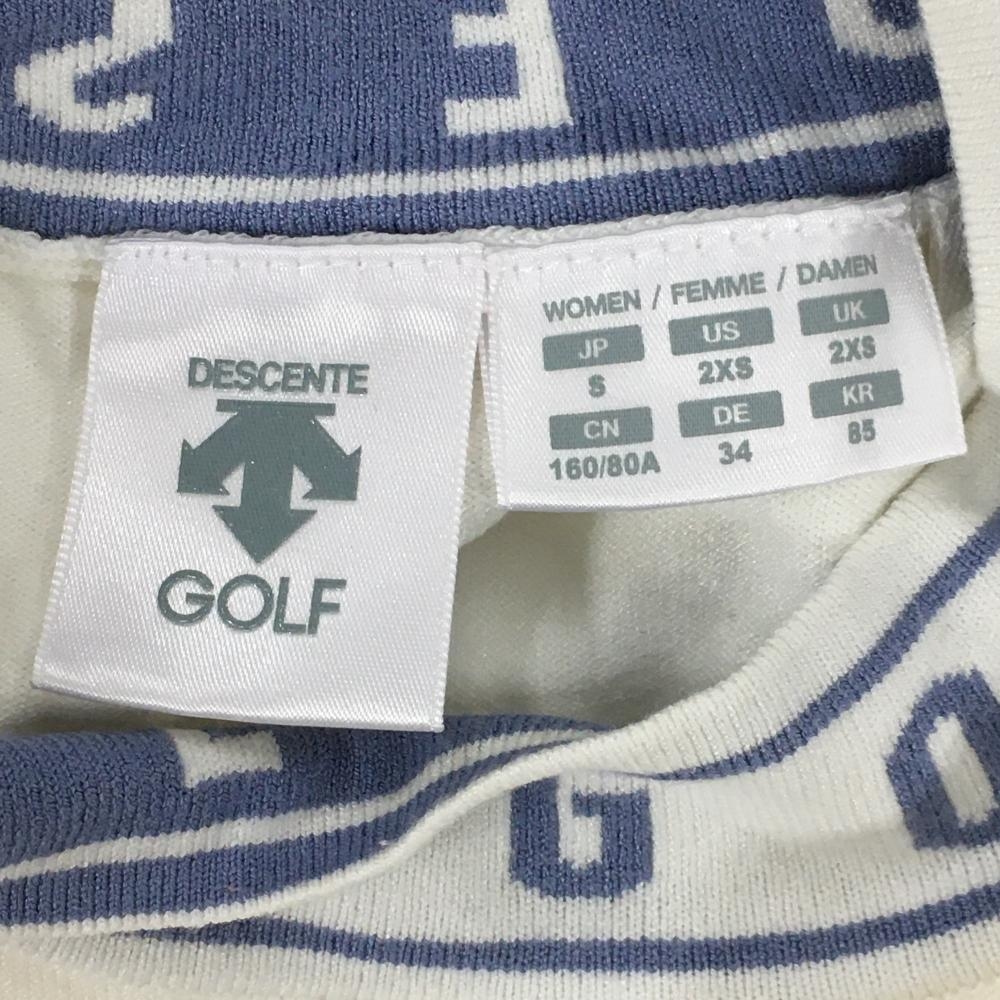 DESCENTE
GOLF
WOMEN / FEMME / DAMEN
JP US UK
S 2XS 2XS
CN DE KR
160/80A 34 85
G